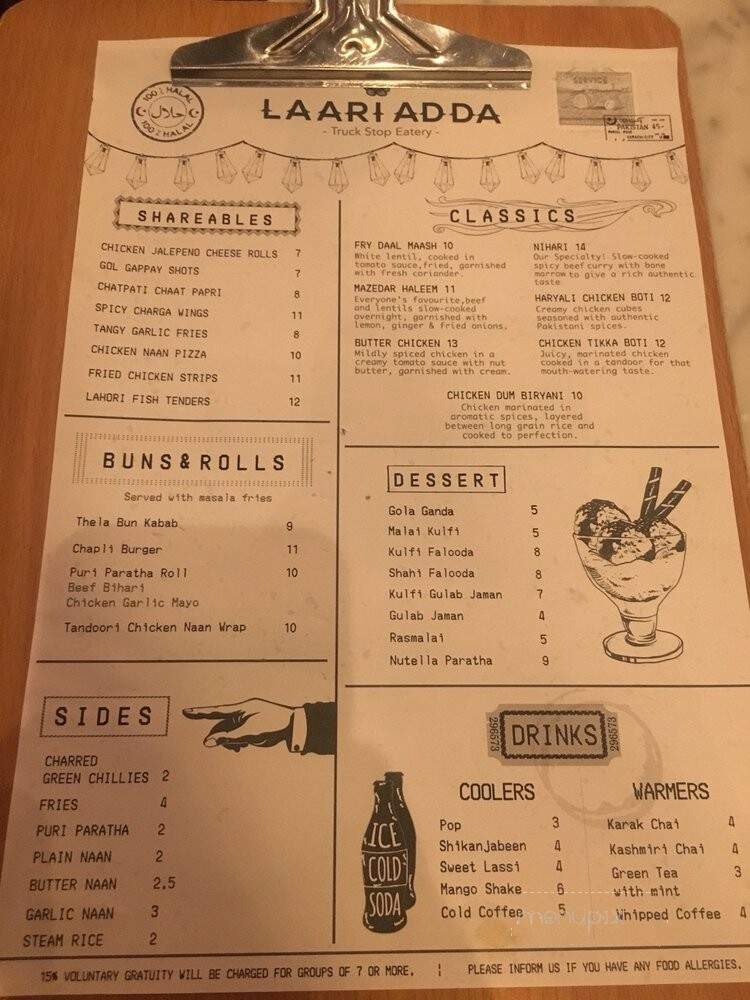 100% HALAL
حلال
100% HALAL
LAARI ADDA
- Truck Stop Eatery -
SERVICE
PAKISTAN
SHAREABLES
CHICKEN JALEPENO CHEESE ROLLS 7
GOL GAPPAY SHOTS 7
CHATPATI CHAAT PAPRI 8
SPICY CHARGA WINGS 11
TANGY GARLIC FRIES 8
CHICKEN NAAN PIZZA 10
FRIED CHICKEN STRIPS 11
LAHORI FISH TENDERS 12
BUNS&ROLLS
Served with masala fries
Thela Bun Kabab 9
Chapli Burger 11
Puri Paratha Roll 10
Beef Bihari
Chicken Garlic Mayo
Tandoori Chicken Naan Wrap 10
SIDES
CHARRED
GREEN CHILLIES 2
FRIES 4
PURI PARATHA 2
PLAIN NAAN 2
BUTTER NAAN 2.5
GARLIC NAAN 3
STEAM RICE 2
CLASSICS
FRY DAAL MAASH 10
White lentil, cooked in
tomato sauce,fried, garnished
with fresh coriander.
MAZEDAR HALEEM 11
Everyone's favourite,beef
and lentils slow-cooked
overnight, garnished with
lemon, ginger & fried onions.
BUTTER CHICKEN 13
Mildly spiced chicken in a
creamy tomato sauce with nut
butter, garnished with cream.
NIHARI 14
Our Specialty! Slow-cooked
spicy beef curry with bone
marrow to give a rich authentic
taste
HARYALI CHICKEN BOTI 12
Creamy chicken cubes
seasoned with authentic
Pakistani spices.
CHICKEN TIKKA BOTI 12
Juicy, marinated chicken
cooked in a tandoor for that
mouth-watering taste.
CHICKEN DUM BIRYANI 10
Chicken marinated in
aromatic spices, layered
between long grain rice and
cooked to perfection.
DESSERT
Gola Ganda 5
Malai Kulfi 5
Kulfi Falooda 8
Shahi Falooda 8
Kulfi Gulab Jaman 7
Gulab Jaman 4
Rasmalai 5
Nutella Paratha 9
296573
DRINKS
296573
COOLERS
Pop 3
Shikanjabeen 4
Sweet Lassi 4
Mango Shake 6
Cold Coffee 5
WARMERS
Karak Chai 4
Kashmiri Chai 4
Green Tea 3
with mint
Whipped Coffee 4
ICE
COLD
SODA
menupix
15% VOLUNTARY GRATUITY WILL BE CHARGED FOR GROUPS OF 7 OR MORE. | PLEASE INFORM US IF YOU HAVE ANY FOOD ALLERGIES.